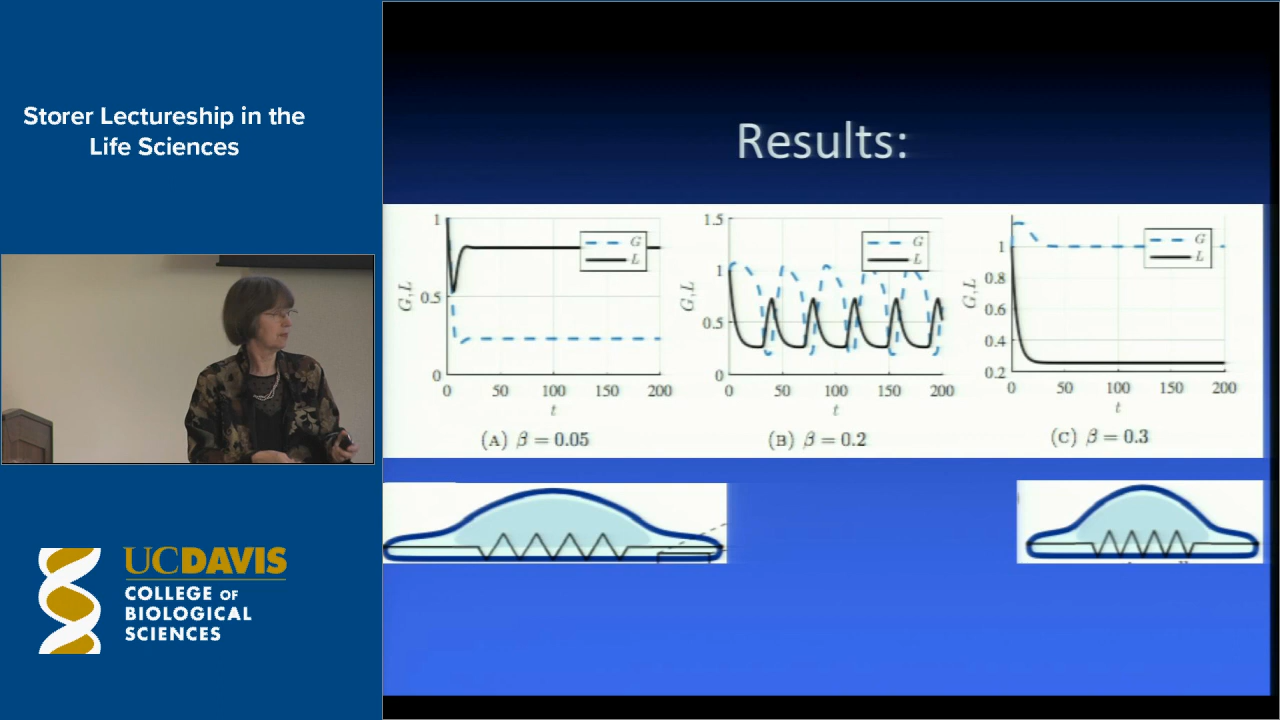 Storer Lectureship in the
Life Sciences
UCDAVIS
COLLEGE OF
BIOLOGICAL
SCIENCES
Results:
1
0.5
0
G, L
G
L
0 50 100 150 200
t
(A) β = 0.05
1.5
1
0.5
0
G, L
G
L
0 50 100 150 200
t
(B) β = 0.2
1
0.8
0.6
0.4
0.2
G, L
G
L
0 50 100 150 200
t
(C) β = 0.3